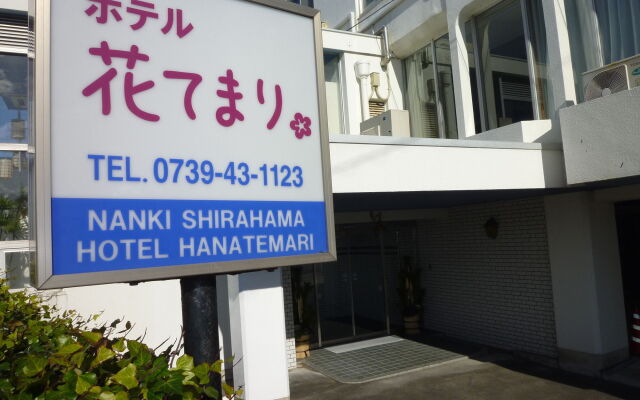 ホテル
花てまり
TEL. 0739-43-1123
NANKI SHIRAHAMA
HOTEL HANATEMARI